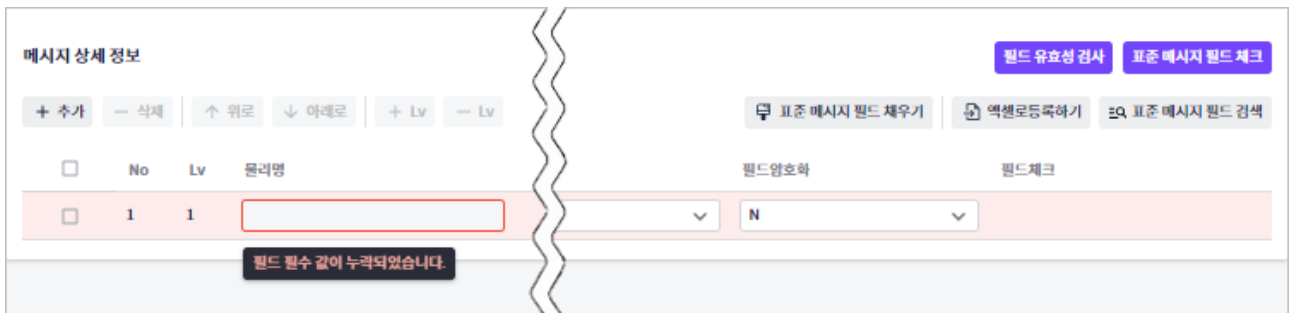 메시지 상세 정보
필드 유효성 검사 표준 메시지 필드 체크
+ 추가 − 삭제 ↑ 위로 ↓ 아래로 + Lv − Lv 표준 메시지 필드 채우기 엑셀로등록하기 표준 메시지 필드 검색
No Lv 물리명 필드암호화 필드체크
1 1 N
필드 필수 값이 누락되었습니다.